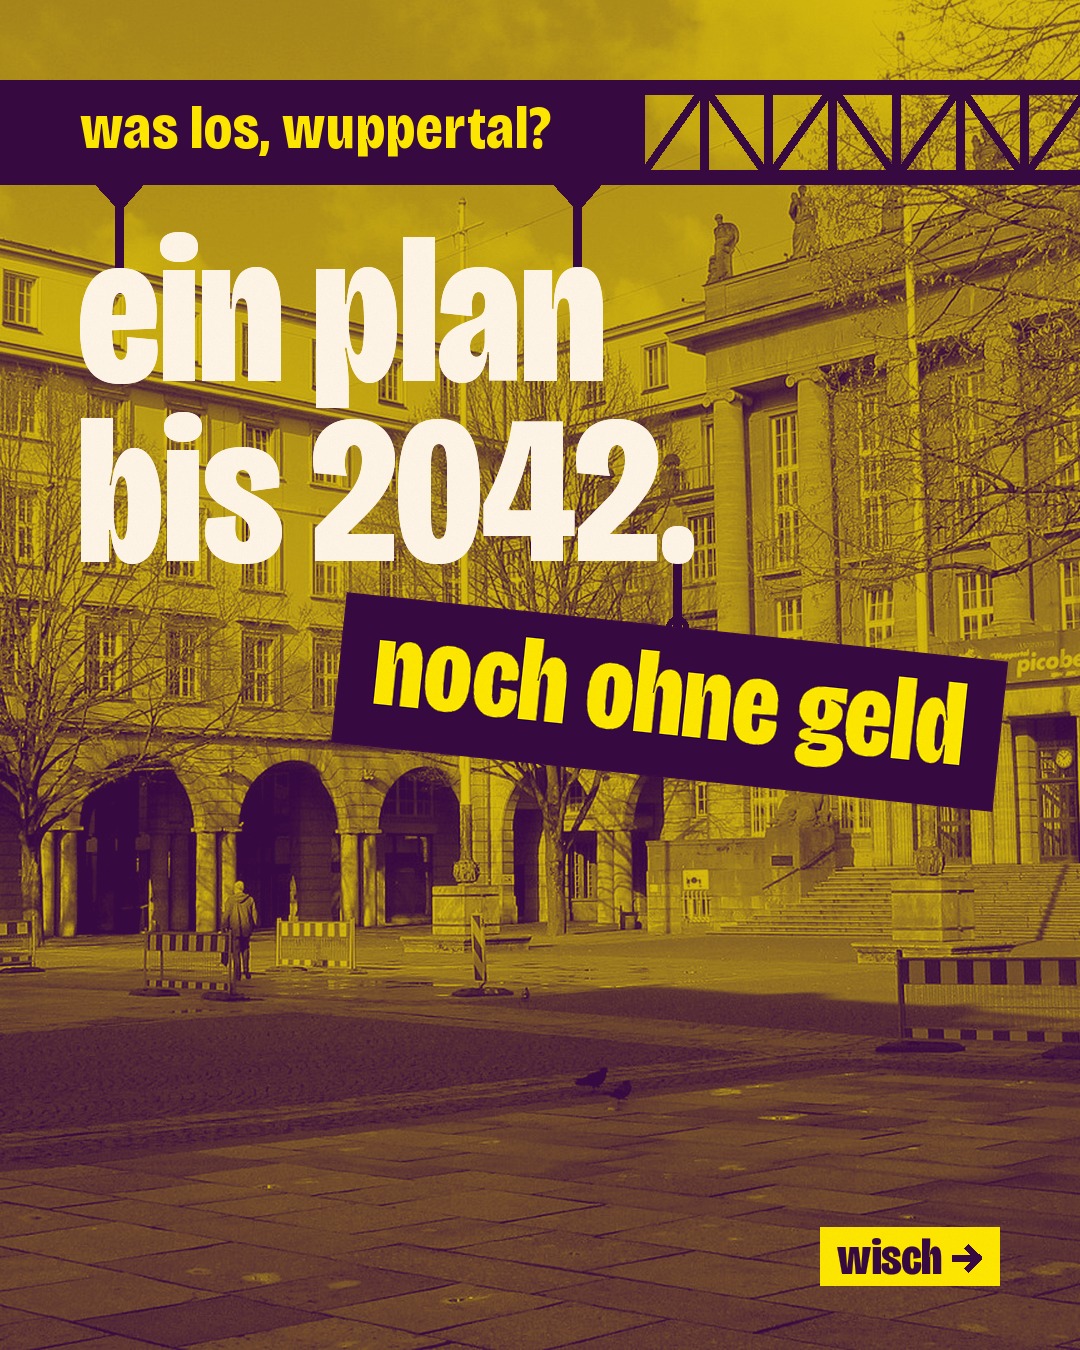 was los, wuppertal?
ein plan
bis 2042.
noch ohne geld
wisch →